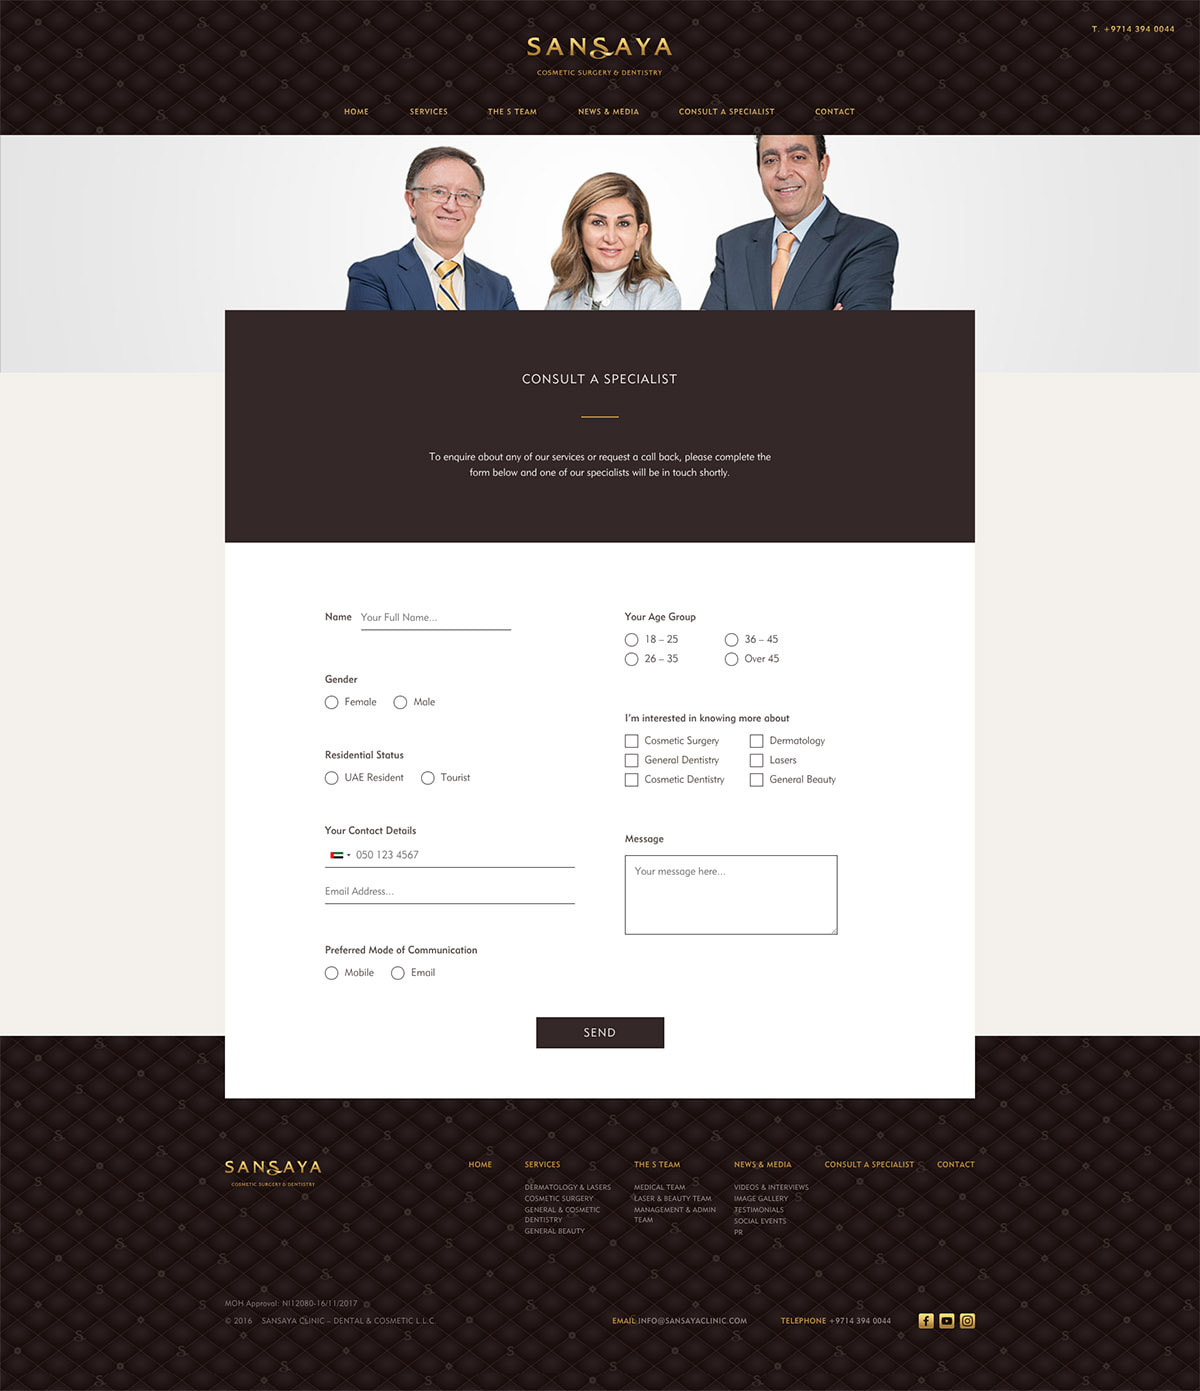 T. +9714 394 0044
SANSAYA
COSMETIC SURGERY & DENTISTRY
HOME SERVICES THE S TEAM NEWS & MEDIA CONSULT A SPECIALIST CONTACT
CONSULT A SPECIALIST
To enquire about any of our services or request a call back, please complete the
form below and one of our specialists will be in touch shortly.
Name Your Full Name...
Gender
Female Male
Residential Status
UAE Resident Tourist
Your Contact Details
050 123 4567
Email Address...
Preferred Mode of Communication
Mobile Email
Your Age Group
18 – 25 36 – 45
26 – 35 Over 45
I'm interested in knowing more about
Cosmetic Surgery Dermatology
General Dentistry Lasers
Cosmetic Dentistry General Beauty
Message
Your message here...
SEND
SANSAYA
COSMETIC SURGERY & DENTISTRY
HOME
SERVICES
DERMATOLOGY & LASERS
COSMETIC SURGERY
GENERAL & COSMETIC
DENTISTRY
GENERAL BEAUTY
THE S TEAM
MEDICAL TEAM
LASER & BEAUTY TEAM
MANAGEMENT & ADMIN
TEAM
NEWS & MEDIA
VIDEOS & INTERVIEWS
IMAGE GALLERY
TESTIMONIALS
SOCIAL EVENTS
PR
CONSULT A SPECIALIST
CONTACT
MOH Approval: NI12080-16/11/2017
© 2016 SANSAYA CLINIC – DENTAL & COSMETIC L.L.C.
EMAIL: INFO@SANSAYACLINIC.COM TELEPHONE +9714 394 0044